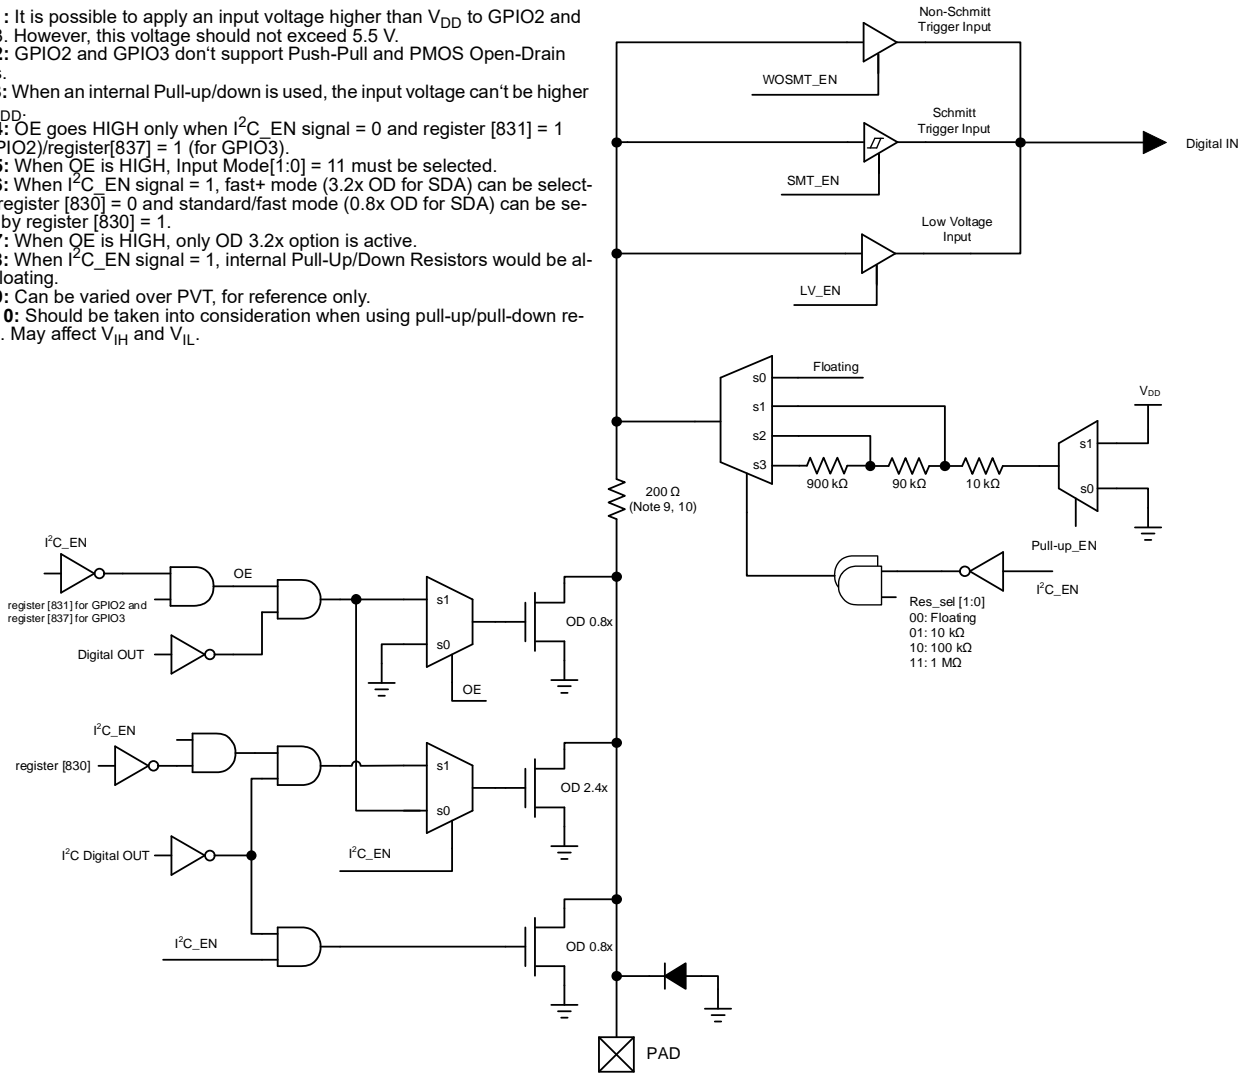 : It is possible to apply an input voltage higher than VDD to GPIO2 and
. However, this voltage should not exceed 5.5 V.
: GPIO2 and GPIO3 don‘t support Push-Pull and PMOS Open-Drain
.
: When an internal Pull-up/down is used, the input voltage can‘t be higher
DD.
: OE goes HIGH only when I2C_EN signal = 0 and register [831] = 1
PIO2)/register[837] = 1 (for GPIO3).
: When OE is HIGH, Input Mode[1:0] = 11 must be selected.
: When I2C_EN signal = 1, fast+ mode (3.2x OD for SDA) can be select-
register [830] = 0 and standard/fast mode (0.8x OD for SDA) can be se-
by register [830] = 1.
: When OE is HIGH, only OD 3.2x option is active.
: When I2C_EN signal = 1, internal Pull-Up/Down Resistors would be al-
loating.
: Can be varied over PVT, for reference only.
0: Should be taken into consideration when using pull-up/pull-down re-
. May affect VIH and VIL.
Non-Schmitt
Trigger Input
WOSMT_EN
Schmitt
Trigger Input
Digital IN
SMT_EN
Low Voltage
Input
LV_EN
Floating
s0
s1
s2
s3
900 kΩ
90 kΩ
10 kΩ
VDD
s1
s0
Pull-up_EN
200 Ω
(Note 9, 10)
I2C_EN
Res_sel [1:0]
00: Floating
01: 10 kΩ
10: 100 kΩ
11: 1 MΩ
I2C_EN
OE
register [831] for GPIO2 and
register [837] for GPIO3
Digital OUT
s1
s0
OE
OD 0.8x
I2C_EN
register [830]
s1
s0
I2C_EN
OD 2.4x
I2C Digital OUT
I2C_EN
OD 0.8x
PAD